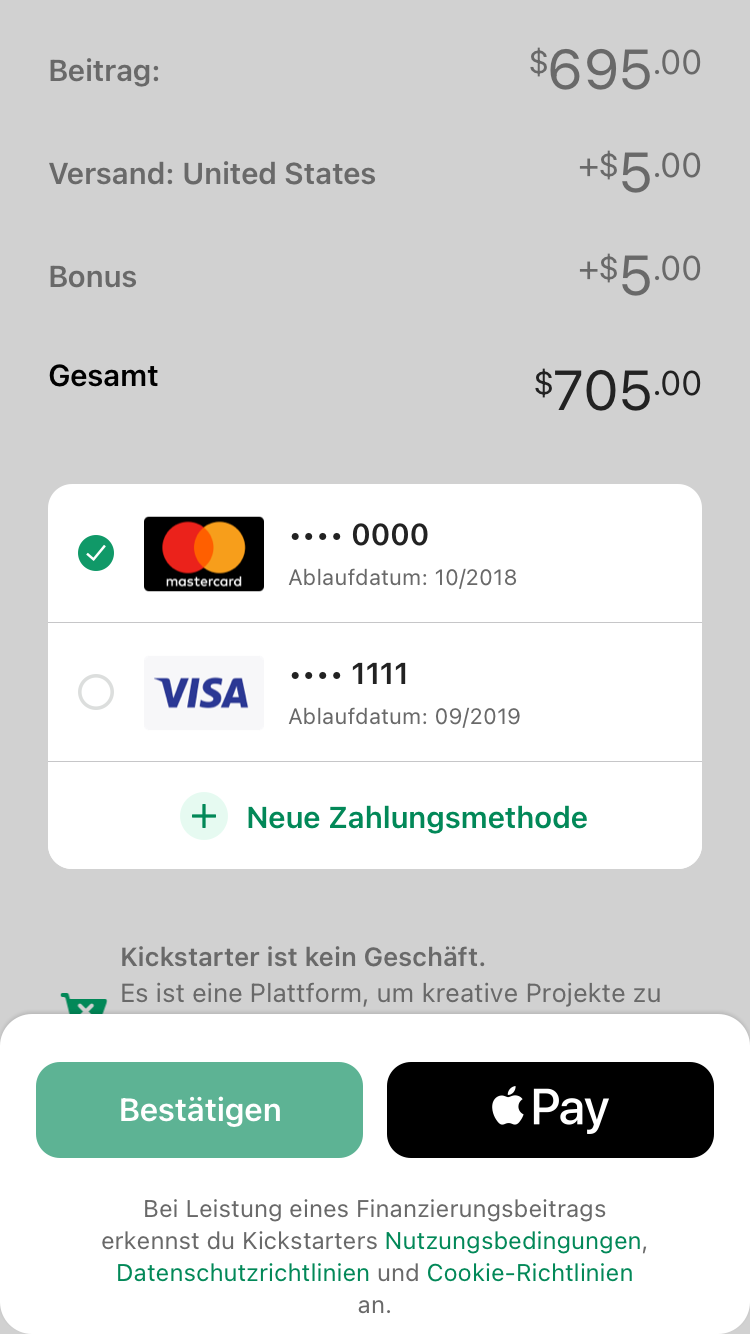 Beitrag: $695.00
Versand: United States +$5.00
Bonus +$5.00
Gesamt $705.00
mastercard
•••• 0000
Ablaufdatum: 10/2018
VISA
•••• 1111
Ablaufdatum: 09/2019
+ Neue Zahlungsmethode
Kickstarter ist kein Geschäft.
Es ist eine Plattform, um kreative Projekte zu
Bestätigen
Pay
Bei Leistung eines Finanzierungsbeitrags
erkennst du Kickstarters Nutzungsbedingungen,
Datenschutzrichtlinien und Cookie-Richtlinien
an.